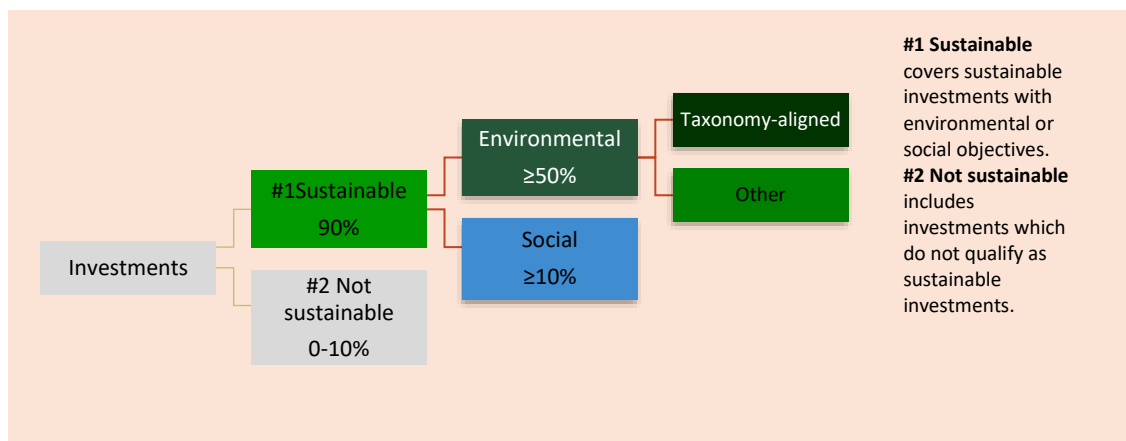 Investments
#1Sustainable
90%
#2 Not
sustainable
0-10%
Environmental
≥50%
Social
≥10%
Taxonomy-aligned
Other
#1 Sustainable
covers sustainable
investments with
environmental or
social objectives.
#2 Not sustainable
includes
investments which
do not qualify as
sustainable
investments.